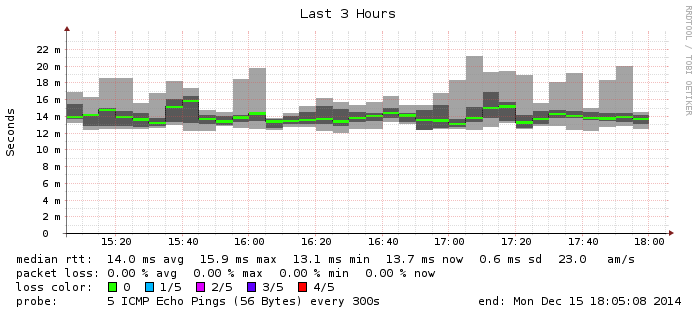 Last 3 Hours
RRDTOOL / TOBI OETIKER
Seconds
22 m
20 m
18 m
16 m
14 m
12 m
10 m
8 m
6 m
4 m
2 m
0
15:20 15:40 16:00 16:20 16:40 17:00 17:20 17:40 18:00
median rtt: 14.0 ms avg 15.9 ms max 13.1 ms min 13.7 ms now 0.6 ms sd 23.0 am/s
packet loss: 0.00 % avg 0.00 % max 0.00 % min 0.00 % now
loss color: 0 1/5 2/5 3/5 4/5
probe: 5 ICMP Echo Pings (56 Bytes) every 300s end: Mon Dec 15 18:05:08 2014